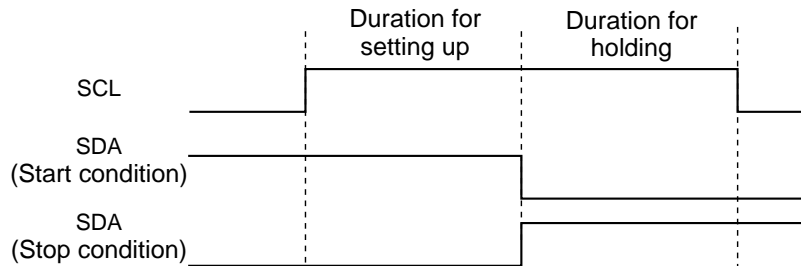 Duration for
setting up
Duration for
holding
SCL
SDA
(Start condition)
SDA
(Stop condition)